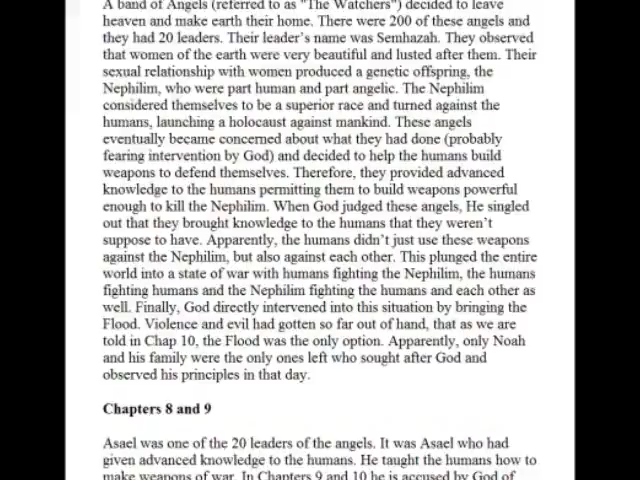 A band of Angels (referred to as "The Watchers") decided to leave
heaven and make earth their home. There were 200 of these angels and
they had 20 leaders. Their leader's name was Semhazah. They observed
that women of the earth were very beautiful and lusted after them. Their
sexual relationship with women produced a genetic offspring, the
Nephilim, who were part human and part angelic. The Nephilim
considered themselves to be a superior race and turned against the
humans, launching a holocaust against mankind. These angels
eventually became concerned about what they had done (probably
fearing intervention by God) and decided to help the humans build
weapons to defend themselves. Therefore, they provided advanced
knowledge to the humans permitting them to build weapons powerful
enough to kill the Nephilim. When God judged these angels, He singled
out that they brought knowledge to the humans that they weren't
suppose to have. Apparently, the humans didn't just use these weapons
against the Nephilim, but also against each other. This plunged the entire
world into a state of war with humans fighting the Nephilim, the humans
fighting humans and the Nephilim fighting the humans and each other as
well. Finally, God directly intervened into this situation by bringing the
Flood. Violence and evil had gotten so far out of hand, that as we are
told in Chap 10, the Flood was the only option. Apparently, only Noah
and his family were the only ones left who sought after God and
observed his principles in that day.
Chapters 8 and 9
Asael was one of the 20 leaders of the angels. It was Asael who had
given advanced knowledge to the humans. He taught the humans how to
make weapons of war. In Chapters 9 and 10 he is accused by God of